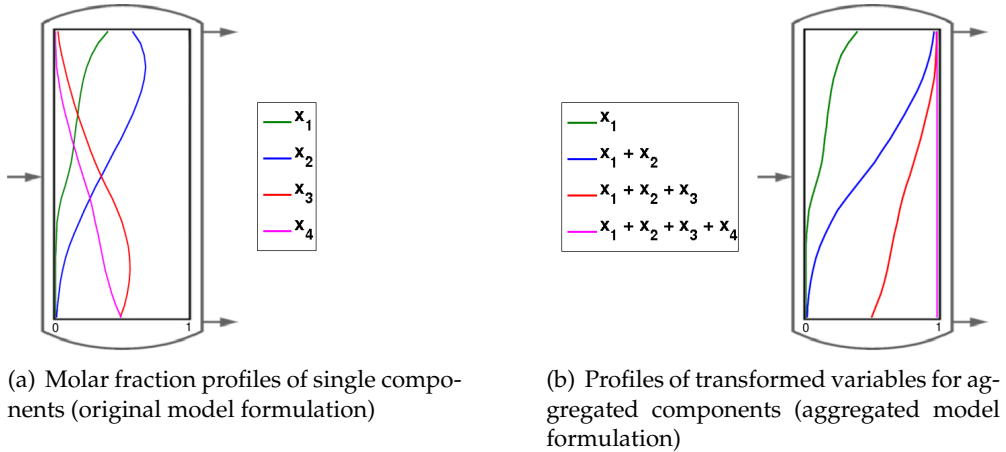 x1
x2
x3
x4
0 1
x1
x1 + x2
x1 + x2 + x3
x1 + x2 + x3 + x4
0 1
(a) Molar fraction profiles of single compo-
nents (original model formulation)
(b) Profiles of transformed variables for ag-
gregated components (aggregated model
formulation)